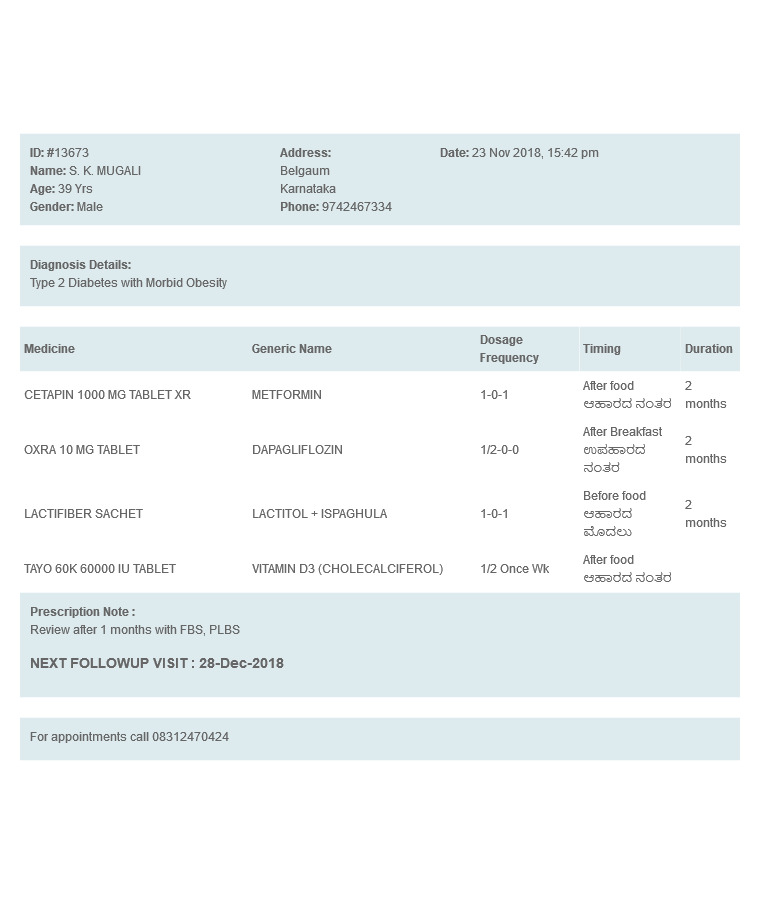 ID: #13673
Name: S. K. MUGALI
Age: 39 Yrs
Gender: Male
Address:
Belgaum
Karnataka
Phone: 9742467334
Date: 23 Nov 2018, 15:42 pm
Diagnosis Details:
Type 2 Diabetes with Morbid Obesity
Medicine Generic Name Dosage Frequency Timing Duration
CETAPIN 1000 MG TABLET XR METFORMIN 1-0-1 After food ಆಹಾರದ ನಂತರ 2 months
OXRA 10 MG TABLET DAPAGLIFLOZIN 1/2-0-0 After Breakfast ಉಪಹಾರದ ನಂತರ 2 months
LACTIFIBER SACHET LACTITOL + ISPAGHULA 1-0-1 Before food ಆಹಾರದ ಮೊದಲು 2 months
TAYO 60K 60000 IU TABLET VITAMIN D3 (CHOLECALCIFEROL) 1/2 Once Wk After food ಆಹಾರದ ನಂತರ
Prescription Note :
Review after 1 months with FBS, PLBS
NEXT FOLLOWUP VISIT : 28-Dec-2018
For appointments call 08312470424